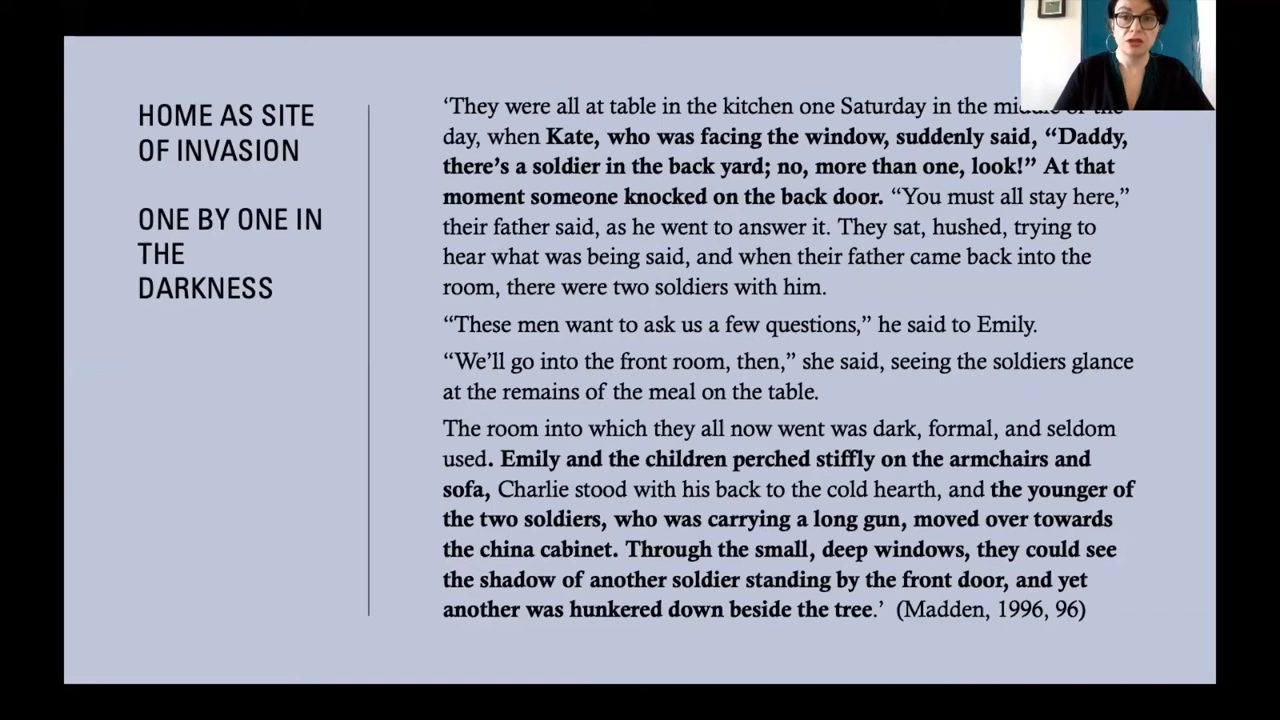 HOME AS SITE
OF INVASION
ONE BY ONE IN
THE
DARKNESS
‘They were all at table in the kitchen one Saturday in the middle of the
day, when Kate, who was facing the window, suddenly said, “Daddy,
there’s a soldier in the back yard; no, more than one, look!” At that
moment someone knocked on the back door. “You must all stay here,”
their father said, as he went to answer it. They sat, hushed, trying to
hear what was being said, and when their father came back into the
room, there were two soldiers with him.
“These men want to ask us a few questions,” he said to Emily.
“We’ll go into the front room, then,” she said, seeing the soldiers glance
at the remains of the meal on the table.
The room into which they all now went was dark, formal, and seldom
used. Emily and the children perched stiffly on the armchairs and
sofa, Charlie stood with his back to the cold hearth, and the younger of
the two soldiers, who was carrying a long gun, moved over towards
the china cabinet. Through the small, deep windows, they could see
the shadow of another soldier standing by the front door, and yet
another was hunkered down beside the tree.’ (Madden, 1996, 96)